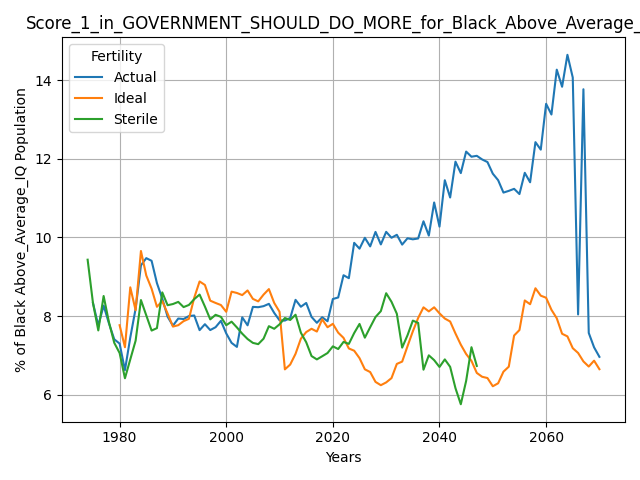 Score_1_in_GOVERNMENT_SHOULD_DO_MORE_for_Black_Above_Average_
Fertility
Actual
Ideal
Sterile
% of Black Above_Average_IQ Population
14
12
10
8
6
1980
2000
2020
2040
2060
Years